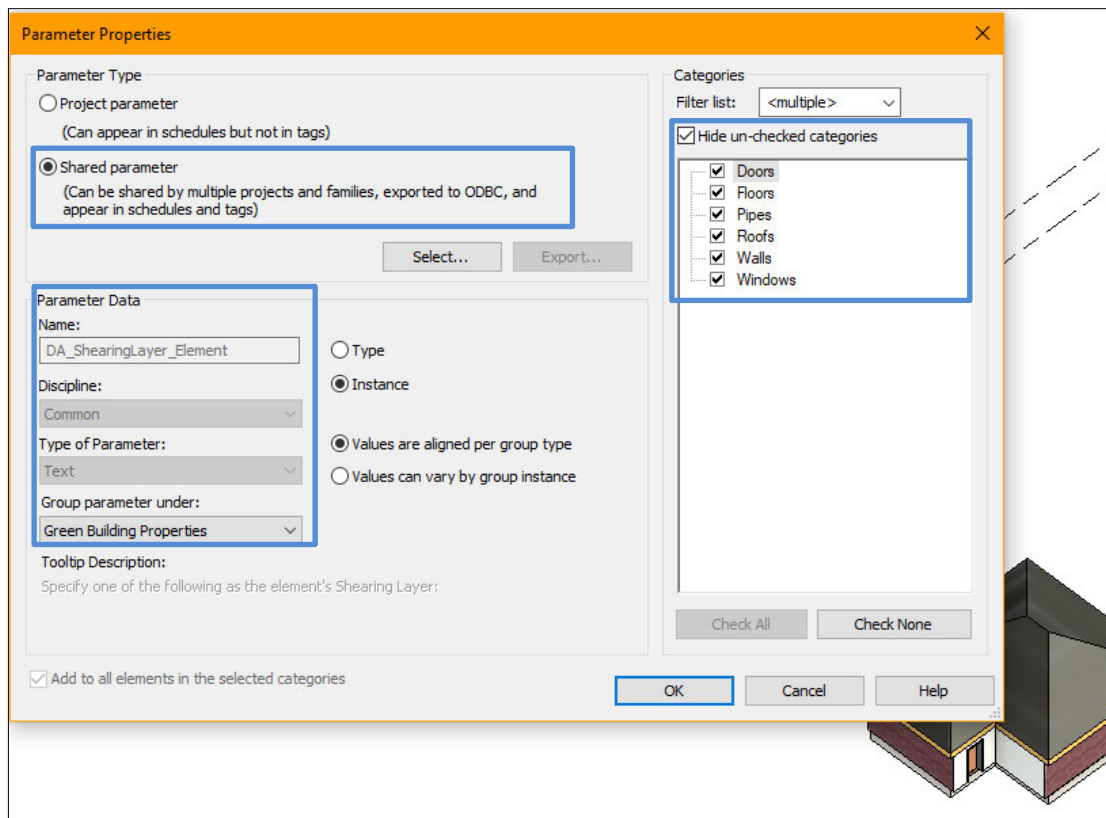 Parameter Properties
Parameter Type
Project parameter
(Can appear in schedules but not in tags)
Shared parameter
(Can be shared by multiple projects and families, exported to ODBC, and
appear in schedules and tags)
Select...
Export...
Parameter Data
Name:
DA_ShearingLayer_Element
Discipline:
Common
Type of Parameter:
Text
Group parameter under:
Green Building Properties
Type
Instance
Values are aligned per group type
Values can vary by group instance
Tooltip Description:
Specify one of the following as the element's Shearing Layer:
Add to all elements in the selected categories
Categories
Filter list:
<multiple>
Hide un-checked categories
Doors
Floors
Pipes
Roofs
Walls
Windows
Check All
Check None
OK
Cancel
Help